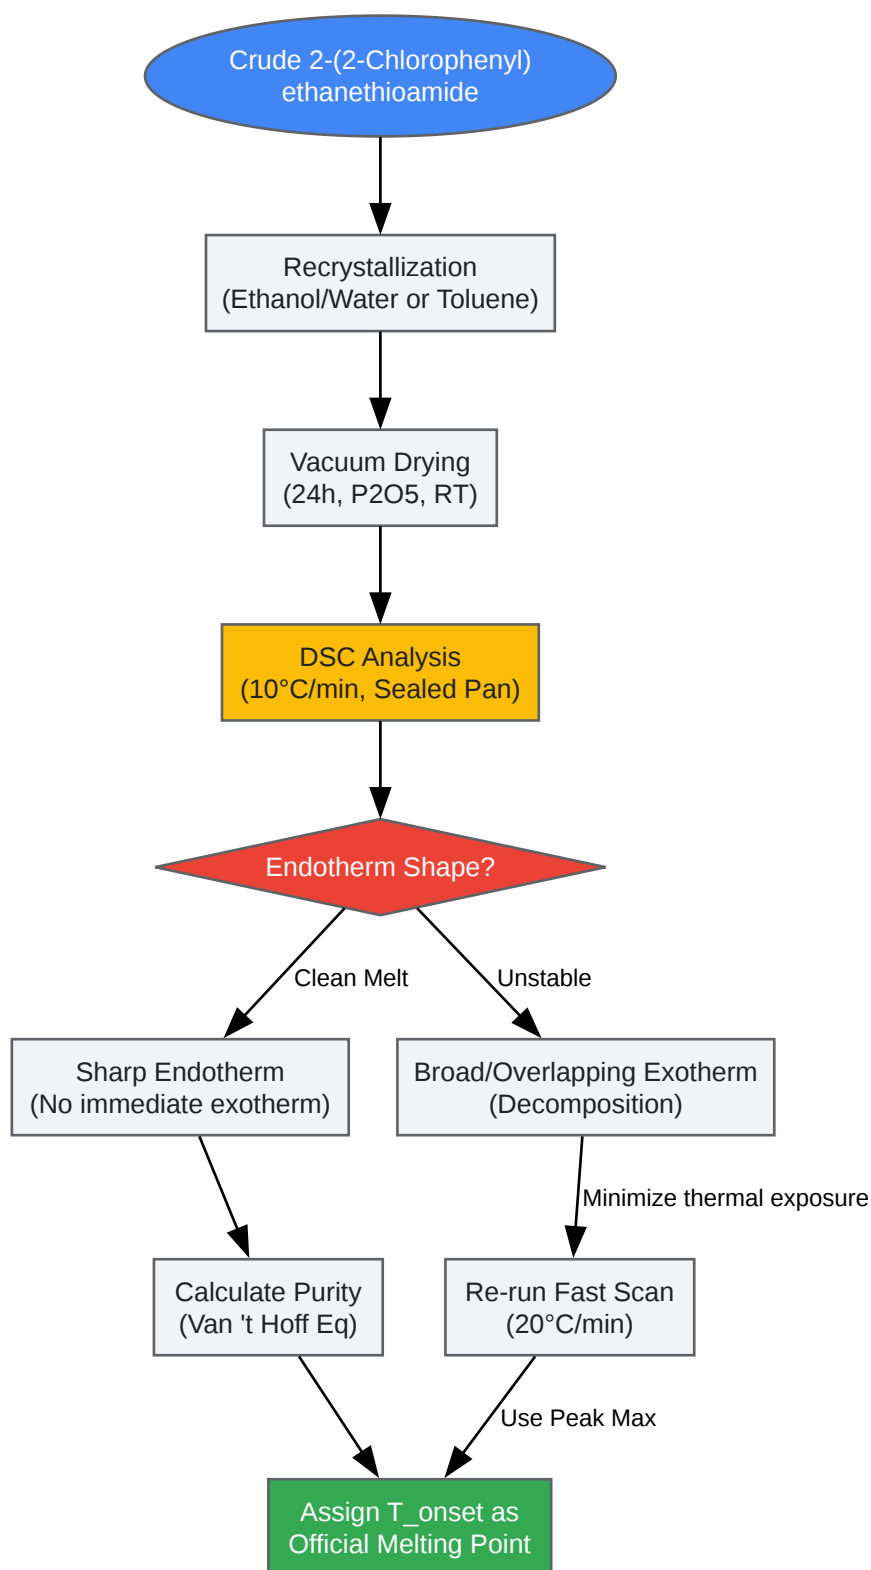 Crude 2-(2-Chlorophenyl)
ethanethioamide
Recrystallization
(Ethanol/Water or Toluene)
Vacuum Drying
(24h, P2O5, RT)
DSC Analysis
(10°C/min, Sealed Pan)
Endotherm Shape?
Clean Melt
Unstable
Sharp Endotherm
(No immediate exotherm)
Broad/Overlapping Exotherm
(Decomposition)
Minimize thermal exposure
Calculate Purity
(Van 't Hoff Eq)
Re-run Fast Scan
(20°C/min)
Use Peak Max
Assign T_onset as
Official Melting Point